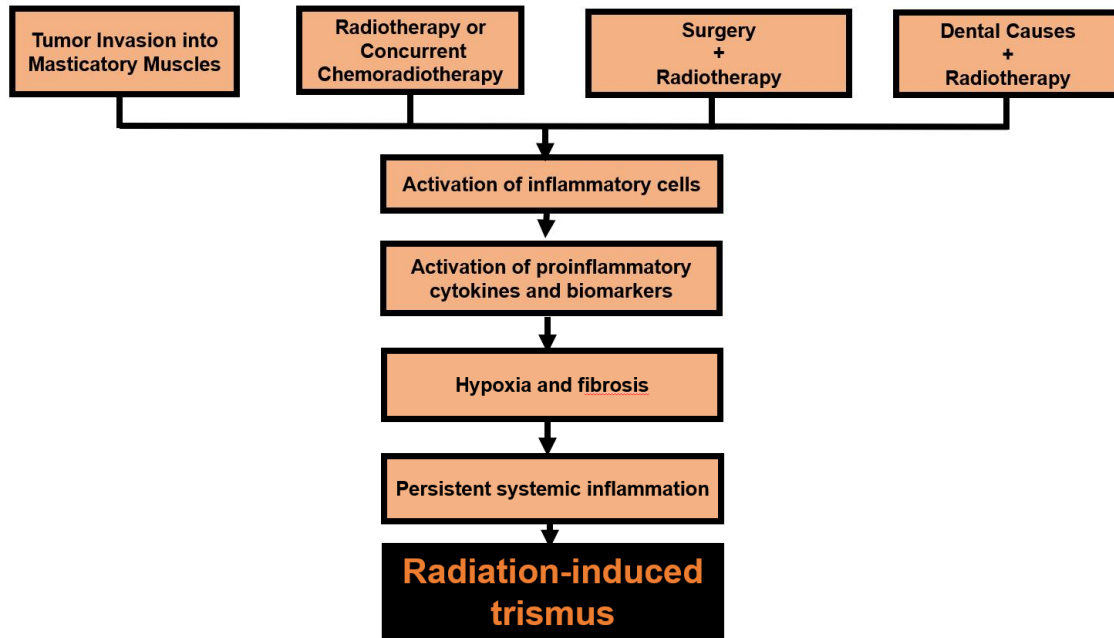 Tumor Invasion into
Masticatory Muscles
Radiotherapy or
Concurrent
Chemoradiotherapy
Surgery
+
Radiotherapy
Dental Causes
+
Radiotherapy
Activation of inflammatory cells
Activation of proinflammatory
cytokines and biomarkers
Hypoxia and fibrosis
Persistent systemic inflammation
Radiation-induced
trismus